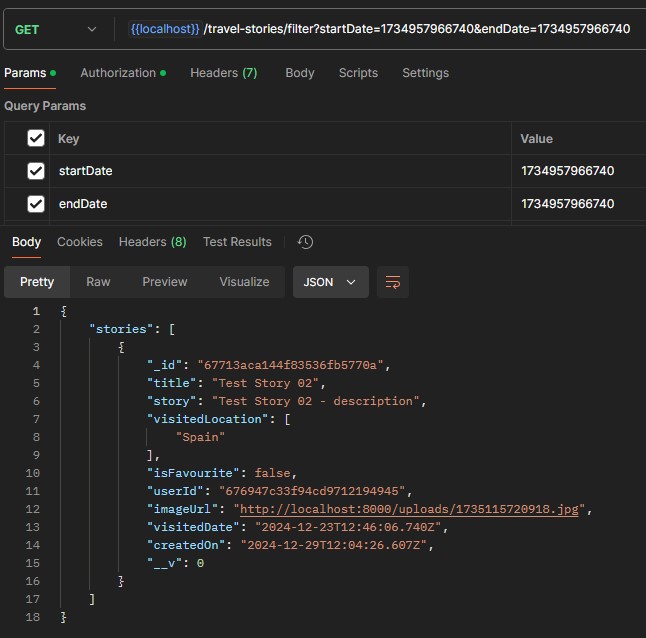 GET {{localhost}} /travel-stories/filter?startDate=1734957966740&endDate=1734957966740
Params Authorization Headers (7) Body Scripts Settings
Query Params
Key Value
startDate 1734957966740
endDate 1734957966740
Body Cookies Headers (8) Test Results
Pretty Raw Preview Visualize JSON
1 {
2 "stories": [
3 {
4 "_id": "67713aca144f83536fb5770a",
5 "title": "Test Story 02",
6 "story": "Test Story 02 - description",
7 "visitedLocation": [
8 "Spain"
9 ],
10 "isFavourite": false,
11 "userId": "676947c33f94cd9712194945",
12 "imageUrl": "http://localhost:8000/uploads/1735115720918.jpg",
13 "visitedDate": "2024-12-23T12:46:06.740Z",
14 "createdOn": "2024-12-29T12:04:26.607Z",
15 "__v": 0
16 }
17 ]
18 }